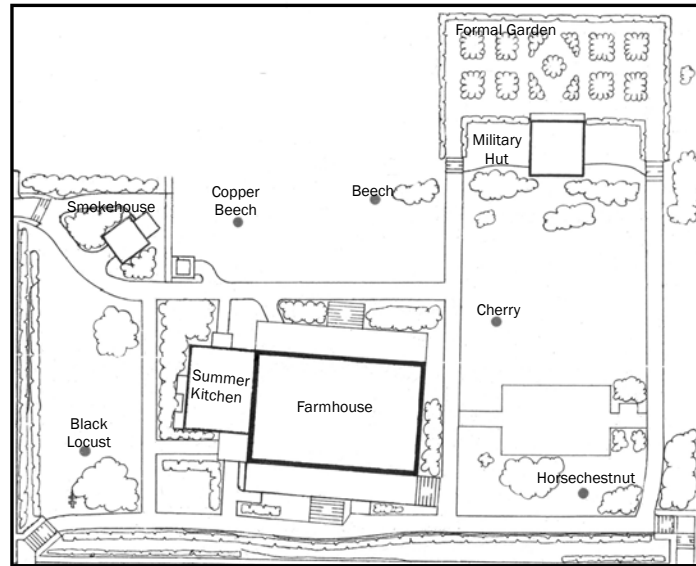 Formal Garden
Military
Hut
Beech
Copper
Beech
Smokehouse
Cherry
Summer
Kitchen
Farmhouse
Black
Locust
Horsechestnut